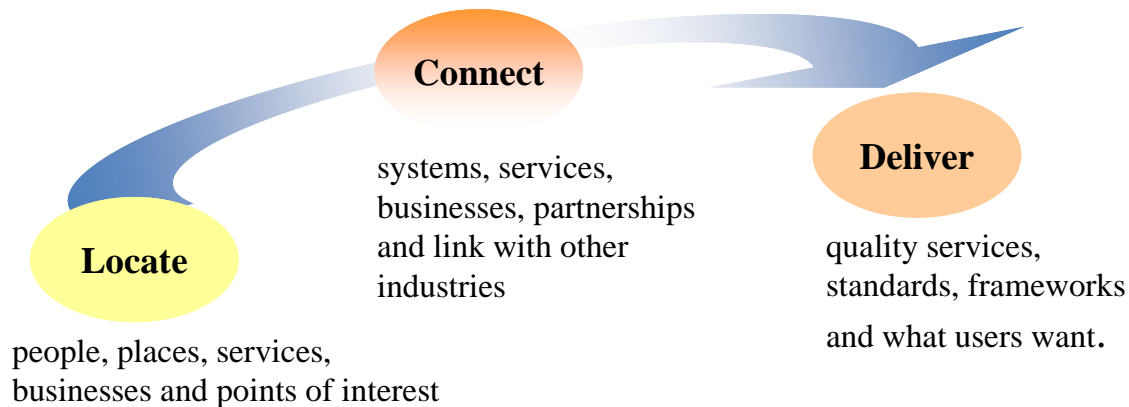 Locate
people, places, services,
businesses and points of interest
Connect
systems, services,
businesses, partnerships
and link with other
industries
Deliver
quality services,
standards, frameworks
and what users want.